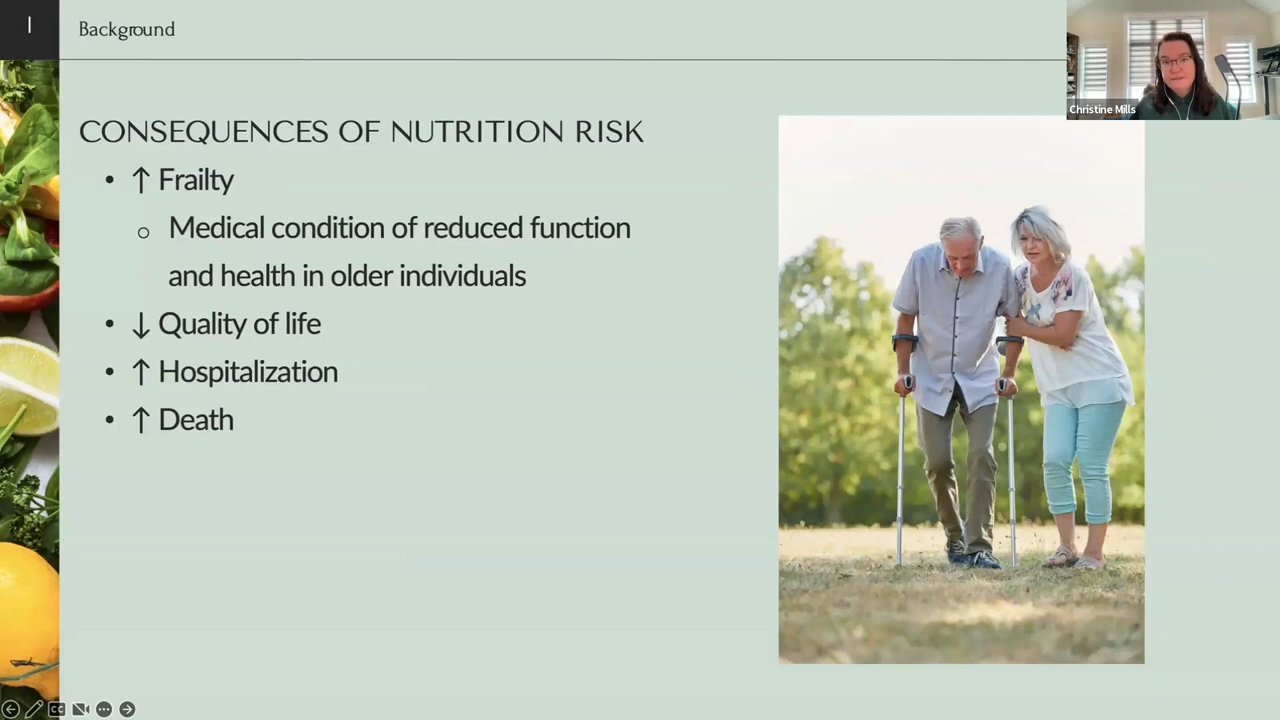 I
Background
Christine Mills
CONSEQUENCES OF NUTRITION RISK
• ↑ Frailty
○ Medical condition of reduced function
and health in older individuals
• ↓ Quality of life
• ↑ Hospitalization
• ↑ Death
CC